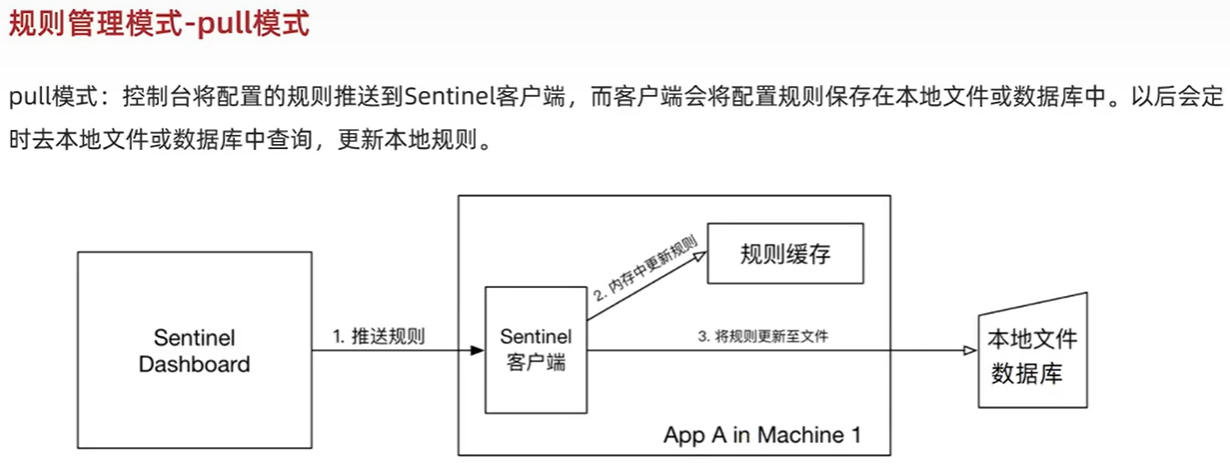 规则管理模式-pull模式
pull模式：控制台将配置的规则推送到Sentinel客户端，而客户端会将配置规则保存在本地文件或数据库中。以后会定
时去本地文件或数据库中查询，更新本地规则。
Sentinel
Dashboard
1. 推送规则
Sentinel
客户端
2. 内存中更新规则
规则缓存
3. 将规则更新至文件
本地文件
数据库
App A in Machine 1